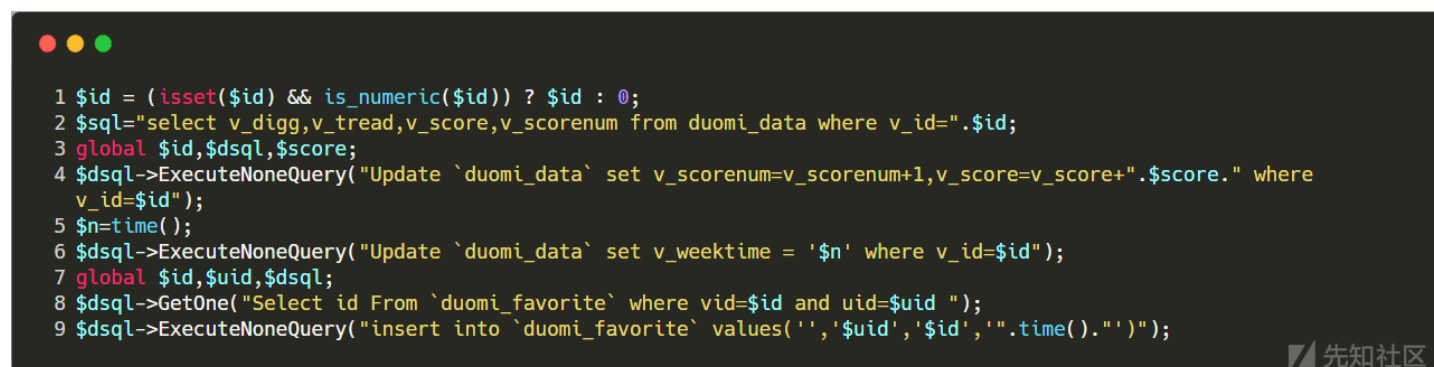 1 $id = (isset($id) && is_numeric($id)) ? $id : 0;
2 $sql="select v_digg,v_tread,v_score,v_scorenum from duomi_data where v_id=".$id;
3 global $id,$dsql,$score;
4 $dsql->ExecuteNoneQuery("Update `duomi_data` set v_scorenum=v_scorenum+1,v_score=v_score+".$score." where
v_id=$id");
5 $n=time();
6 $dsql->ExecuteNoneQuery("Update `duomi_data` set v_weektime = '$n' where v_id=$id");
7 global $id,$uid,$dsql;
8 $dsql->GetOne("Select id From `duomi_favorite` where vid=$id and uid=$uid ");
9 $dsql->ExecuteNoneQuery("insert into `duomi_favorite` values('','$uid','$id','".time()."')");
先知社区